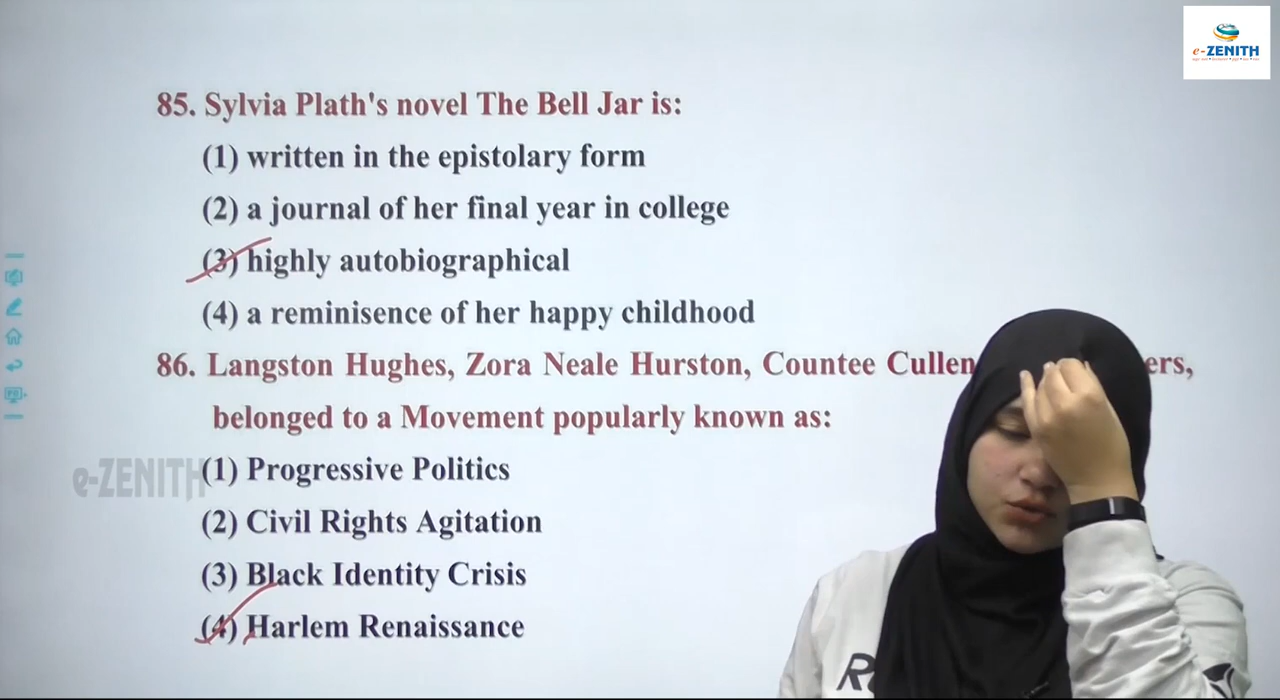 e-ZENITH
85. Sylvia Plath's novel The Bell Jar is:
(1) written in the epistolary form
(2) a journal of her final year in college
(3) highly autobiographical
(4) a reminisence of her happy childhood
86. Langston Hughes, Zora Neale Hurston, Countee Cullen
belonged to a Movement popularly known as:
e-ZENITH
(1) Progressive Politics
(2) Civil Rights Agitation
(3) Black Identity Crisis
(4) Harlem Renaissance